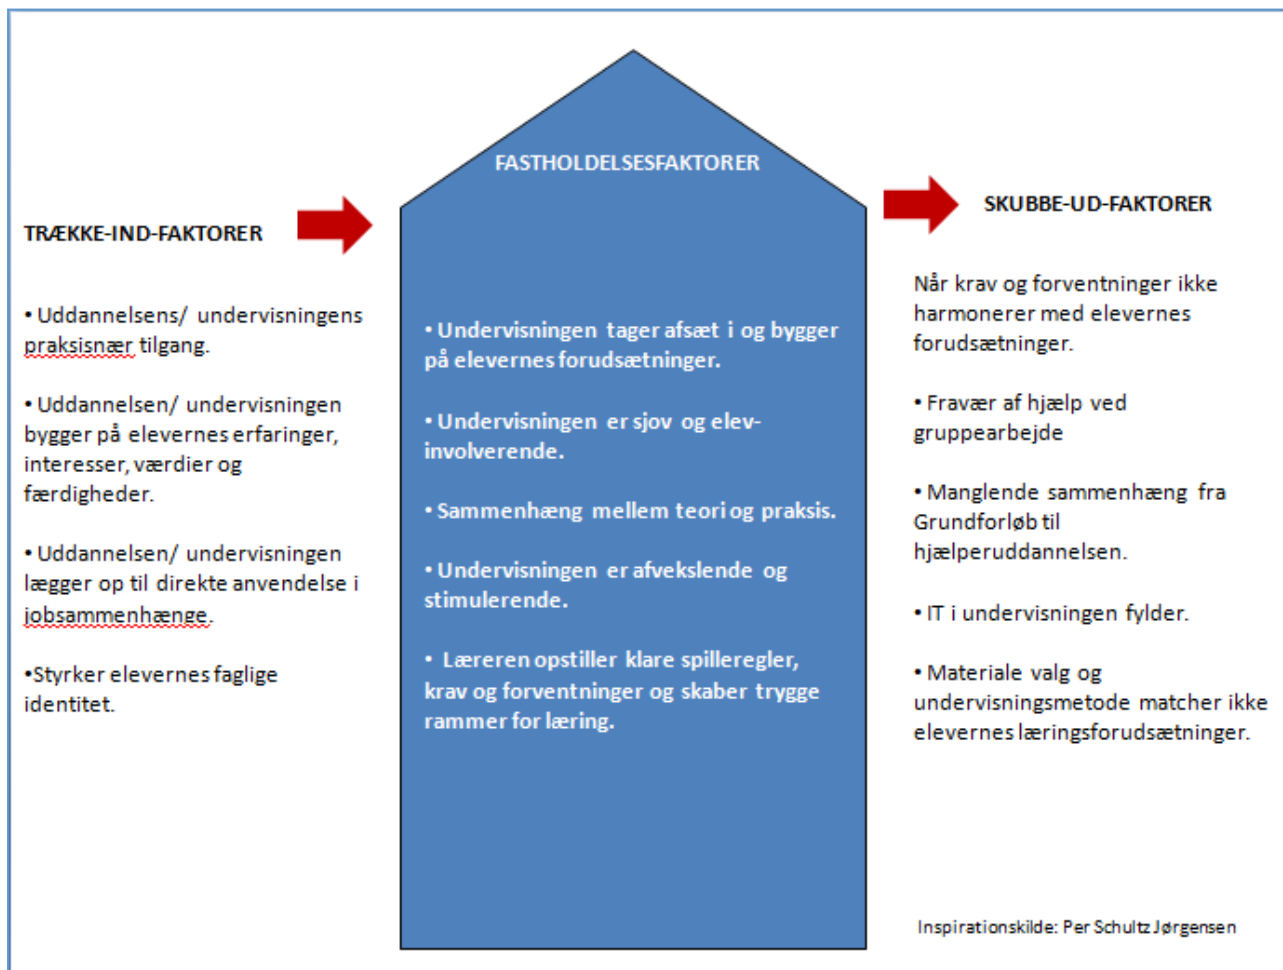 TRÆKKE-IND-FAKTORER
• Uddannelsens/ undervisningens
praksisnær tilgang.
• Uddannelsen/ undervisningen
bygger på elevernes erfaringer,
interesser, værdier og
færdigheder.
• Uddannelsen/ undervisningen
lægger op til direkte anvendelse i
jobsammenhænge.
•Styrker elevernes faglige
identitet.
FASTHOLDELSESFAKTORER
• Undervisningen tager afsæt i og bygger
på elevernes forudsætninger.
• Undervisningen er sjov og elev-
involverende.
• Sammenhæng mellem teori og praksis.
• Undervisningen er afvekslende og
stimulerende.
• Læreren opstiller klare spilleregler,
krav og forventninger og skaber trygge
rammer for læring.
SKUBBE-UD-FAKTORER
Når krav og forventninger ikke
harmonerer med elevernes
forudsætninger.
• Fravær af hjælp ved
gruppearbejde
• Manglende sammenhæng fra
Grundforløb til
hjælperuddannelsen.
• IT i undervisningen fylder.
• Materiale valg og
undervisningsmetode matcher ikke
elevernes læringsforudsætninger.
Inspirationskilde: Per Schultz Jørgensen